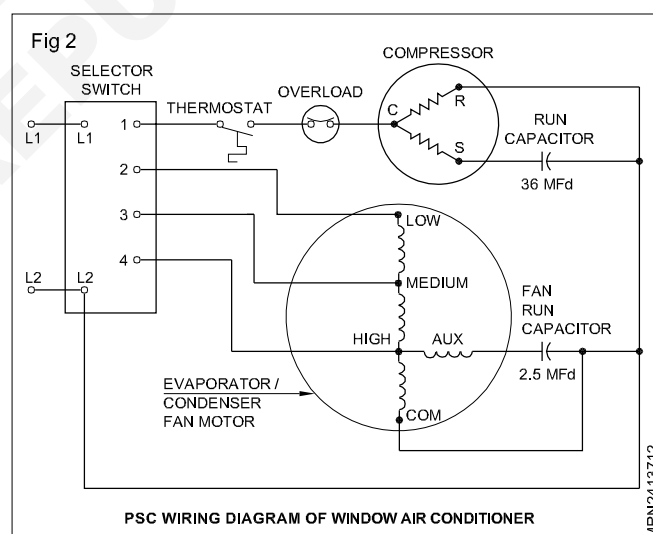 Fig 2
COMPRESSOR
SELECTOR
SWITCH
THERMOSTAT
OVERLOAD
C
R
S
L1
L1
1
2
3
4
RUN
CAPACITOR
36 MFd
LOW
MEDIUM
HIGH
AUX
COM
L2
L2
FAN
RUN
CAPACITOR
2.5 MFd
EVAPORATOR /
CONDENSER
FAN MOTOR
PSC WIRING DIAGRAM OF WINDOW AIR CONDITIONER